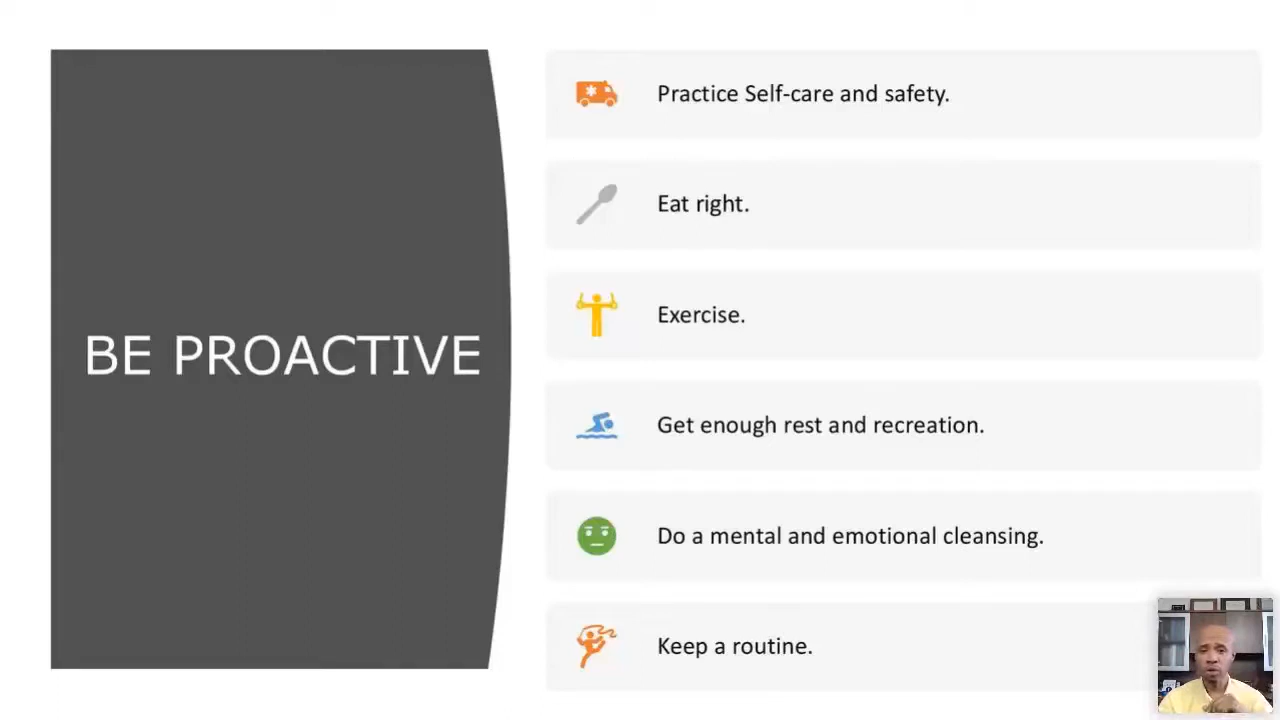 BE PROACTIVE
Practice Self-care and safety.
Eat right.
Exercise.
Get enough rest and recreation.
Do a mental and emotional cleansing.
Keep a routine.